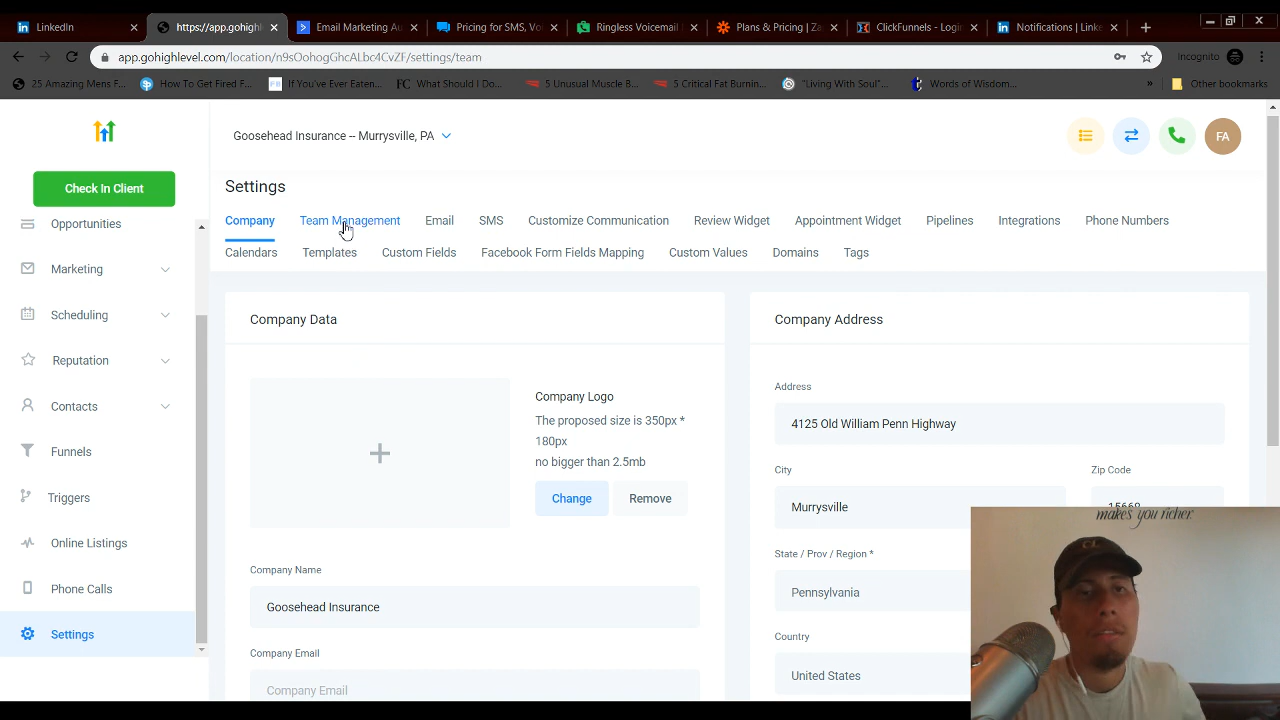 LinkedIn
https://app.gohighl
Email Marketing Au
Pricing for SMS, Vo
Ringless Voicemail
Plans & Pricing | Za
ClickFunnels - Login
Notifications | Linke
app.gohighlevel.com/location/n9sOohogGhcALbc4CvZF/settings/team
Incognito
25 Amazing Mens F...
How To Get Fired F...
If You've Ever Eaten...
What Should I Do...
5 Unusual Muscle B...
5 Critical Fat Burnin...
"Living With Soul"...
Words of Wisdom...
Other bookmarks
Goosehead Insurance -- Murrysville, PA
FA
Check In Client
Opportunities
Marketing
Scheduling
Reputation
Contacts
Funnels
Triggers
Online Listings
Phone Calls
Settings
Settings
Company
Team Management
Email
SMS
Customize Communication
Review Widget
Appointment Widget
Pipelines
Integrations
Phone Numbers
Calendars
Templates
Custom Fields
Facebook Form Fields Mapping
Custom Values
Domains
Tags
Company Data
Company Logo
The proposed size is 350px *
180px
no bigger than 2.5mb
Change
Remove
Company Name
Goosehead Insurance
Company Email
Company Email
Company Address
Address
4125 Old William Penn Highway
City
Zip Code
Murrysville
15668
State / Prov / Region *
Pennsylvania
Country
United States
makes you richer.